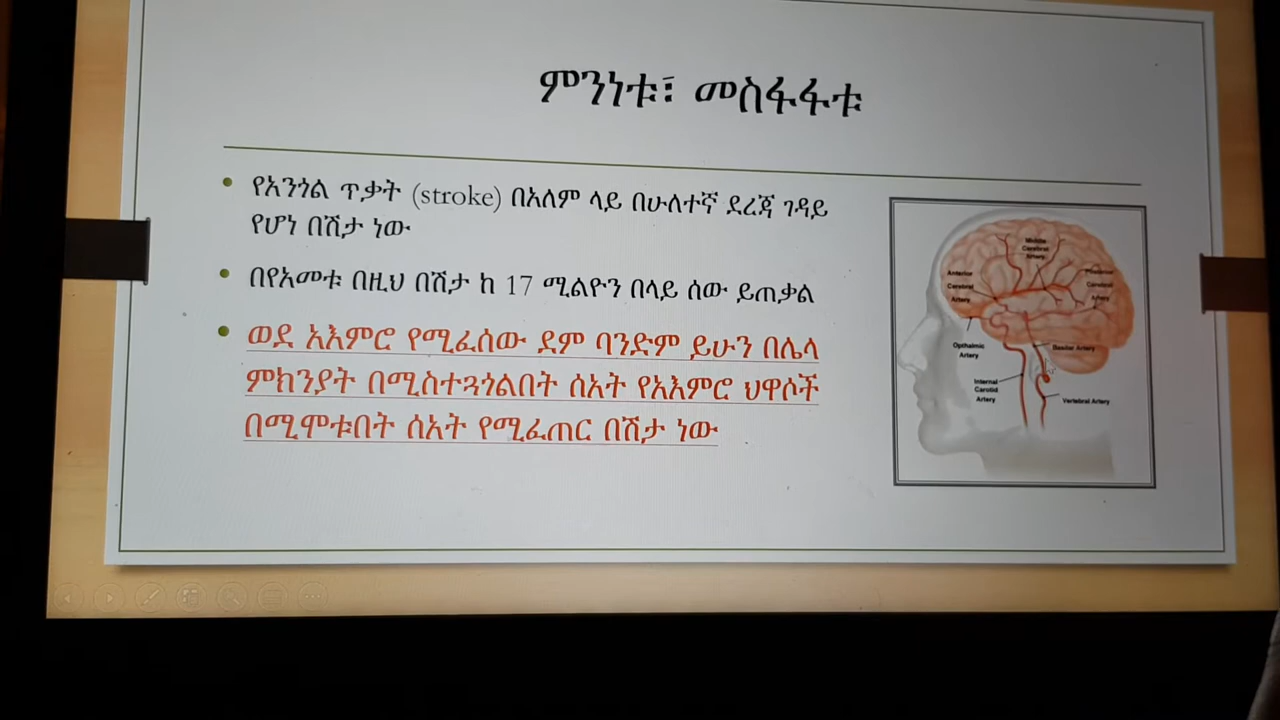 ምንነቱ፣ መስፋፋቱ
የአንጎል ጥቃት (stroke) በአለም ላይ በሁለተኛ ደረጃ ገዳይ
የሆነ በሽታ ነው
በየአመቱ በዚህ በሽታ ከ 17 ሚልዮን በላይ ሰው ይጠቃል
ወደ አእምሮ የሚፈሰው ደም ባንድም ይሁን በሌላ
ምክንያት በሚስተጓጎልበት ሰአት የአእምሮ ህዋሶች
በሚሞቱበት ሰአት የሚፈጠር በሽታ ነው
Middle
Cerebral
Artery
Anterior
Cerebral
Artery
Posterior
Cerebral
Artery
Opthalmic
Artery
Basilar Artery
Internal
Carotid
Artery
Vertebral Artery